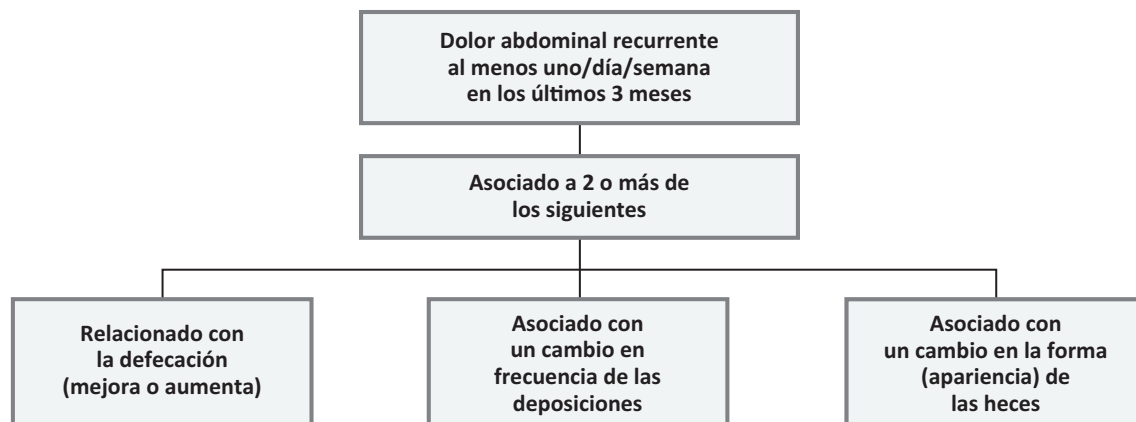 Dolor abdominal recurrente
al menos uno/día/semana
en los últimos 3 meses
Asociado a 2 o más de
los siguientes
Relacionado con
la defecación
(mejora o aumenta)
Asociado con
un cambio en
frecuencia de las
deposiciones
Asociado con
un cambio en la forma
(apariencia) de
las heces